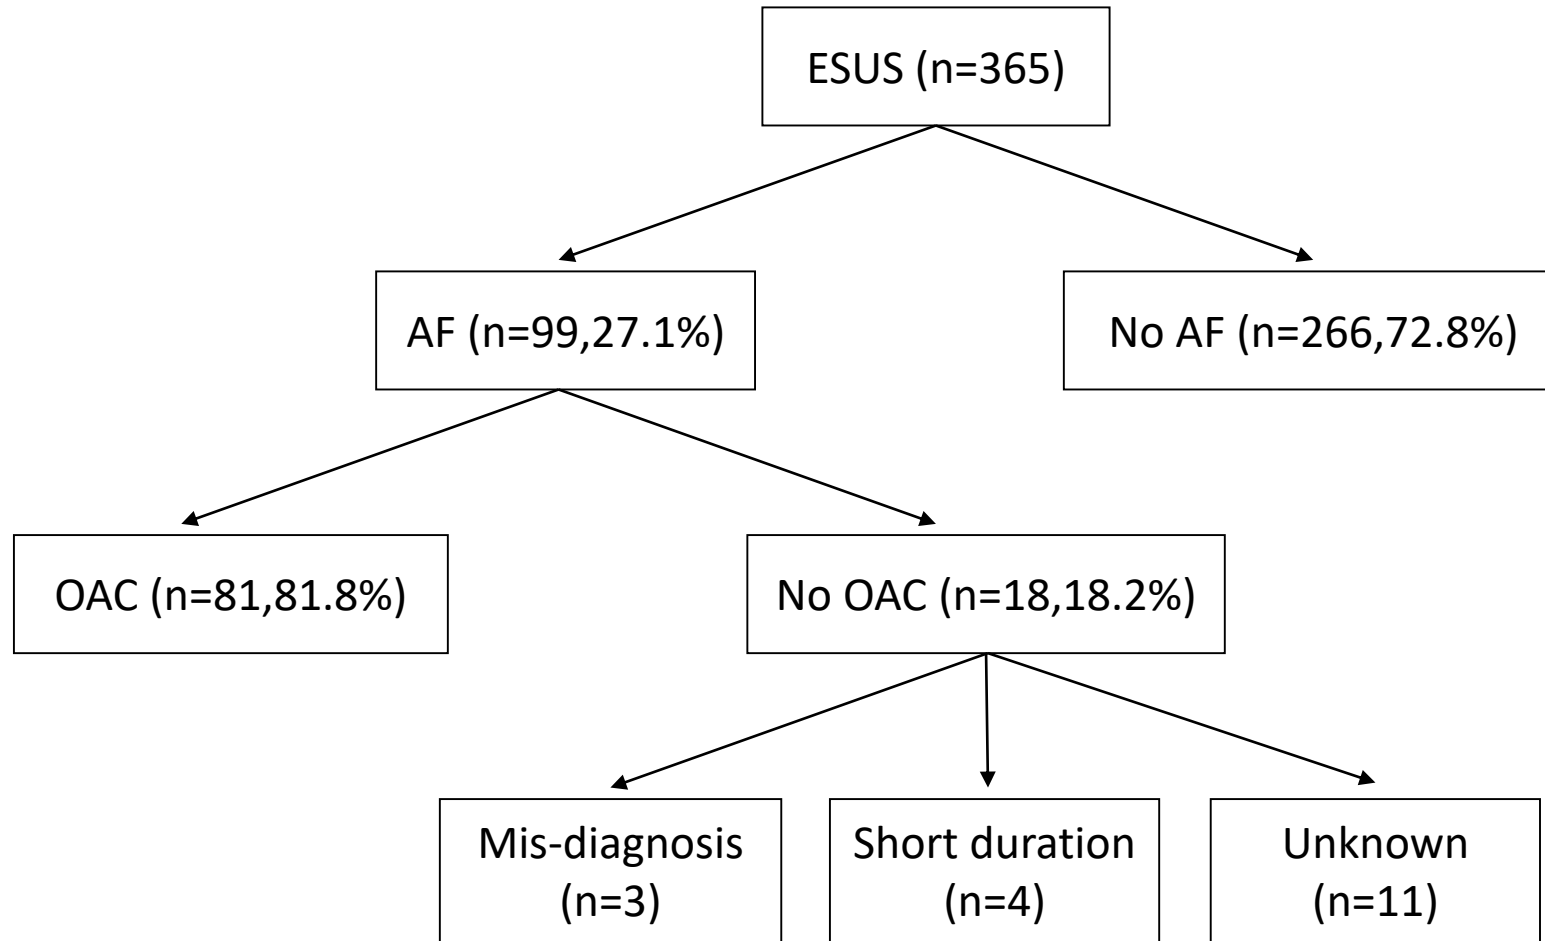 ESUS (n=365)
AF (n=99,27.1%)
No AF (n=266,72.8%)
OAC (n=81,81.8%)
No OAC (n=18,18.2%)
Mis-diagnosis
(n=3)
Short duration
(n=4)
Unknown
(n=11)